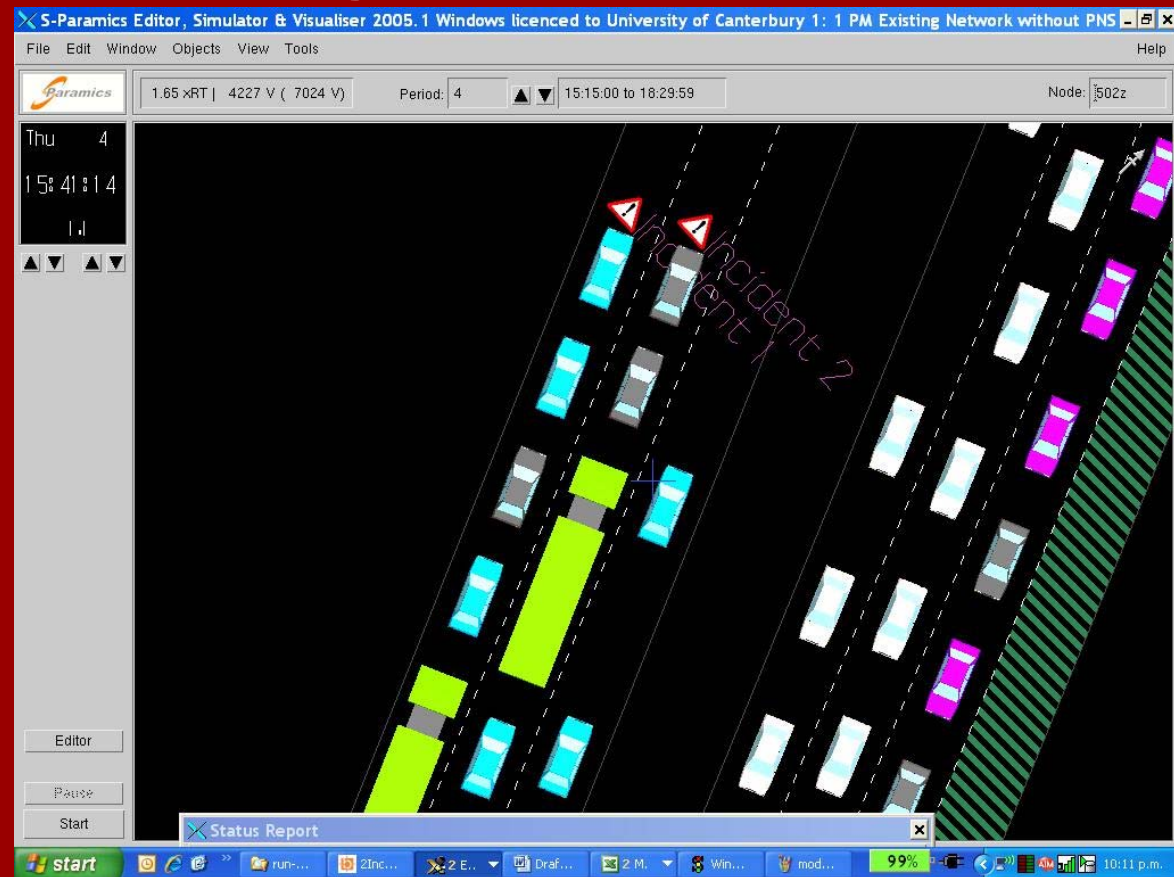 S-Paramics Editor, Simulator & Visualiser 2005.1 Windows licenced to University of Canterbury 1: 1 PM Existing Network without PNS
File Edit Window Objects View Tools Help
Paramics
1.65 xRT | 4227 V ( 7024 V)
Period: 4
15:15:00 to 18:29:59
Node: 502z
Thu 4
15:41:14
Incident 1
Incident 2
Editor
Pause
Start
Status Report
start
run-...
2Inc...
2 E...
Draf...
2 M.
Win...
mod...
99%
10:11 p.m.